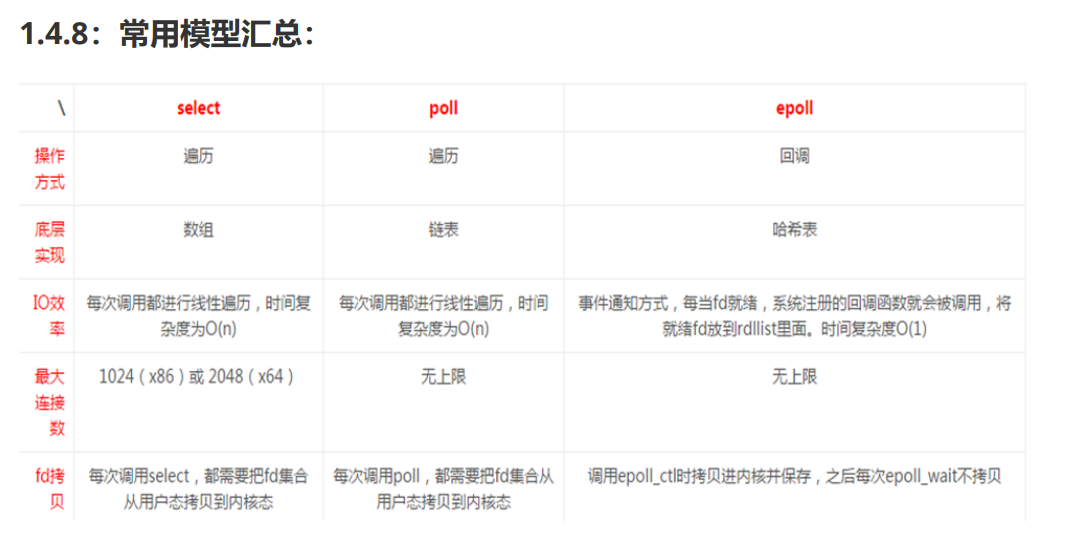 1.4.8：常用模型汇总：
\ select poll epoll
操作 遍历 遍历 回调
方式
底层 数组 链表 哈希表
实现
IO效 每次调用都进行线性遍历，时间复 每次调用都进行线性遍历，时间 事件通知方式，每当fd就绪，系统注册的回调函数就会被调用，将
率 杂度为O(n) 复杂度为O(n) 就绪fd放到rdllist里面。时间复杂度O(1)
最大 1024（x86）或 2048（x64） 无上限 无上限
连接
数
fd拷 每次调用select，都需要把fd集合 每次调用poll，都需要把fd集合从 调用epoll_ctl时拷贝进内核并保存，之后每次epoll_wait不拷贝
贝 从用户态拷贝到内核态 用户态拷贝到内核态